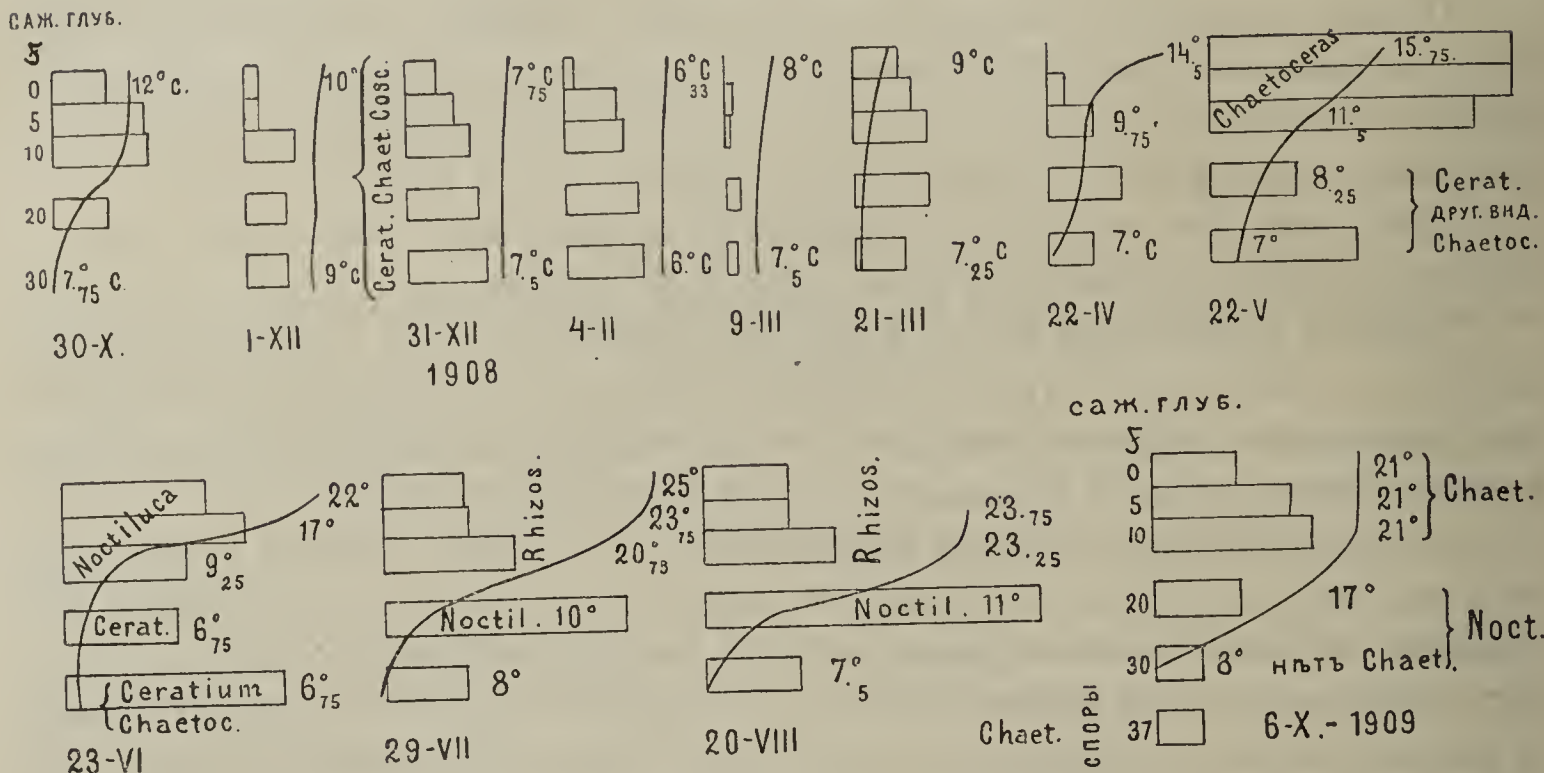 САЖ. ГЛУБ.
0
5
10
20
30
12° C.
7.°75 C.
30-X.
10°
9°C
1-XII
Cerat. Chaet. Cosc.
7.°75 C
7.°5 C
31-XII
1908
6°33 C
6.°C
4-II
8°C
7.°5 C
9-III
9°C
7.°25 C
21-III
14.°5
9.°75
7.°C
22-IV
Chaetoceras
15.°75
11.°5
8.°25
7°
Cerat.
ДРУГ. ВИД.
Chaetoc.
22-V
Noctiluca
22°
17°
9°25
Cerat. 6°75
Ceratium 6°75
Chaetoc.
23-VI
Rhizos.
25°
23°75
20°73
Noctil. 10°
8°
29-VII
Rhizos.
23.75
23.25
Noctil. 11°
7.°5
20-VIII
саж. ГЛУБ.
0
5
10
20
30
37
21°
21°
21°
Chaet.
17°
Noct.
8° нѣтъ Chaet.
Chaet. СПОРЫ
6-X.-1909